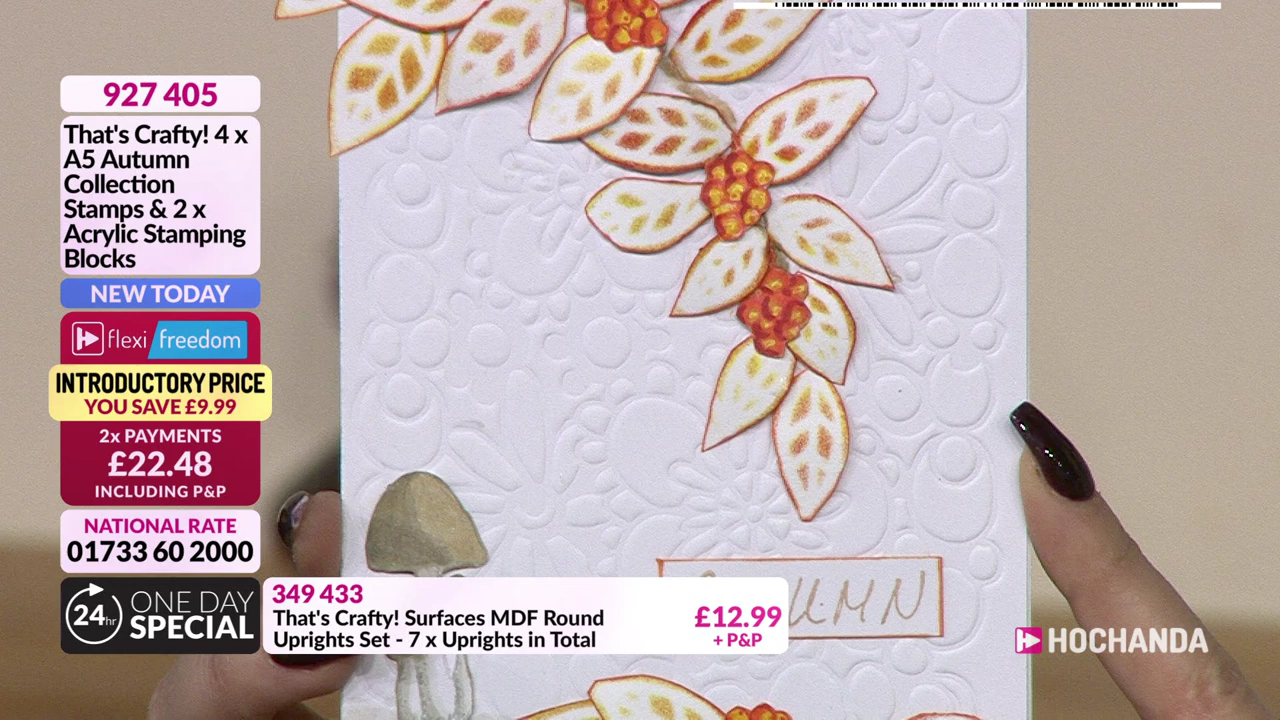 927 405
That's Crafty! 4 x
A5 Autumn
Collection
Stamps & 2 x
Acrylic Stamping
Blocks
NEW TODAY
flexi freedom
INTRODUCTORY PRICE
YOU SAVE £9.99
2x PAYMENTS
£22.48
INCLUDING P&P
NATIONAL RATE
01733 60 2000
24hr
ONE DAY
SPECIAL
349 433
That's Crafty! Surfaces MDF Round
Uprights Set - 7 x Uprights in Total
£12.99
+ P&P
HOCHANDA